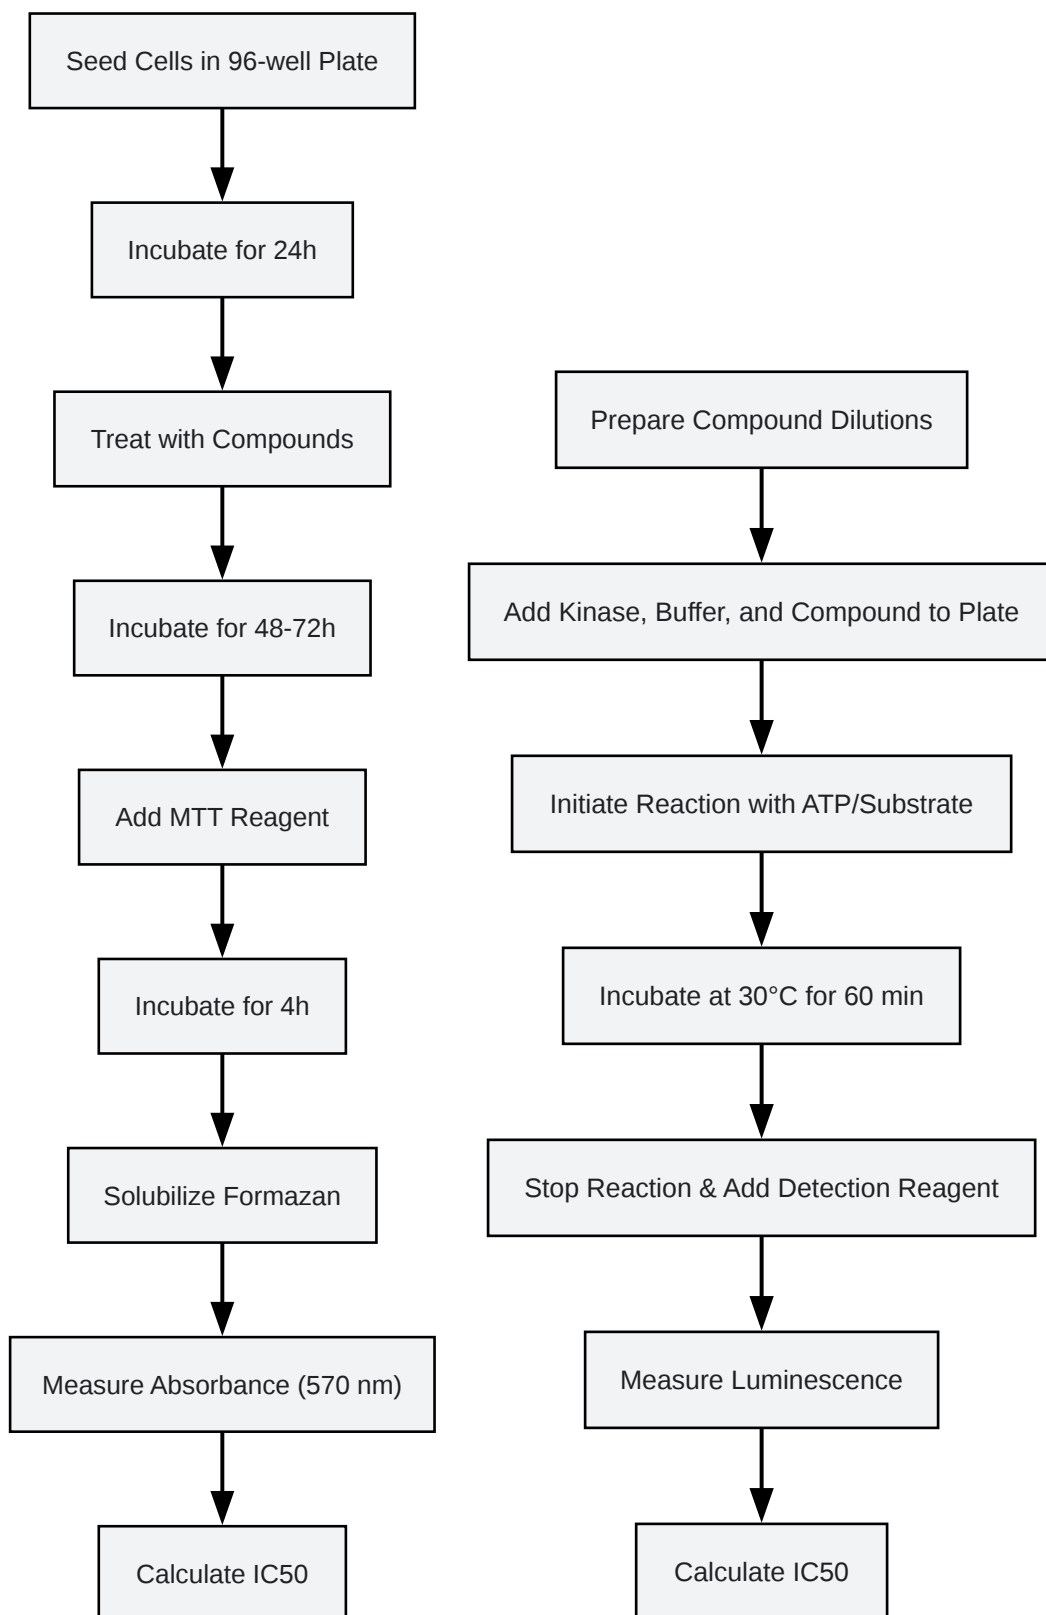 Seed Cells in 96-well Plate
Incubate for 24h
Treat with Compounds
Incubate for 48-72h
Add MTT Reagent
Incubate for 4h
Solubilize Formazan
Measure Absorbance (570 nm)
Calculate IC50
Prepare Compound Dilutions
Add Kinase, Buffer, and Compound to Plate
Initiate Reaction with ATP/Substrate
Incubate at 30°C for 60 min
Stop Reaction & Add Detection Reagent
Measure Luminescence
Calculate IC50